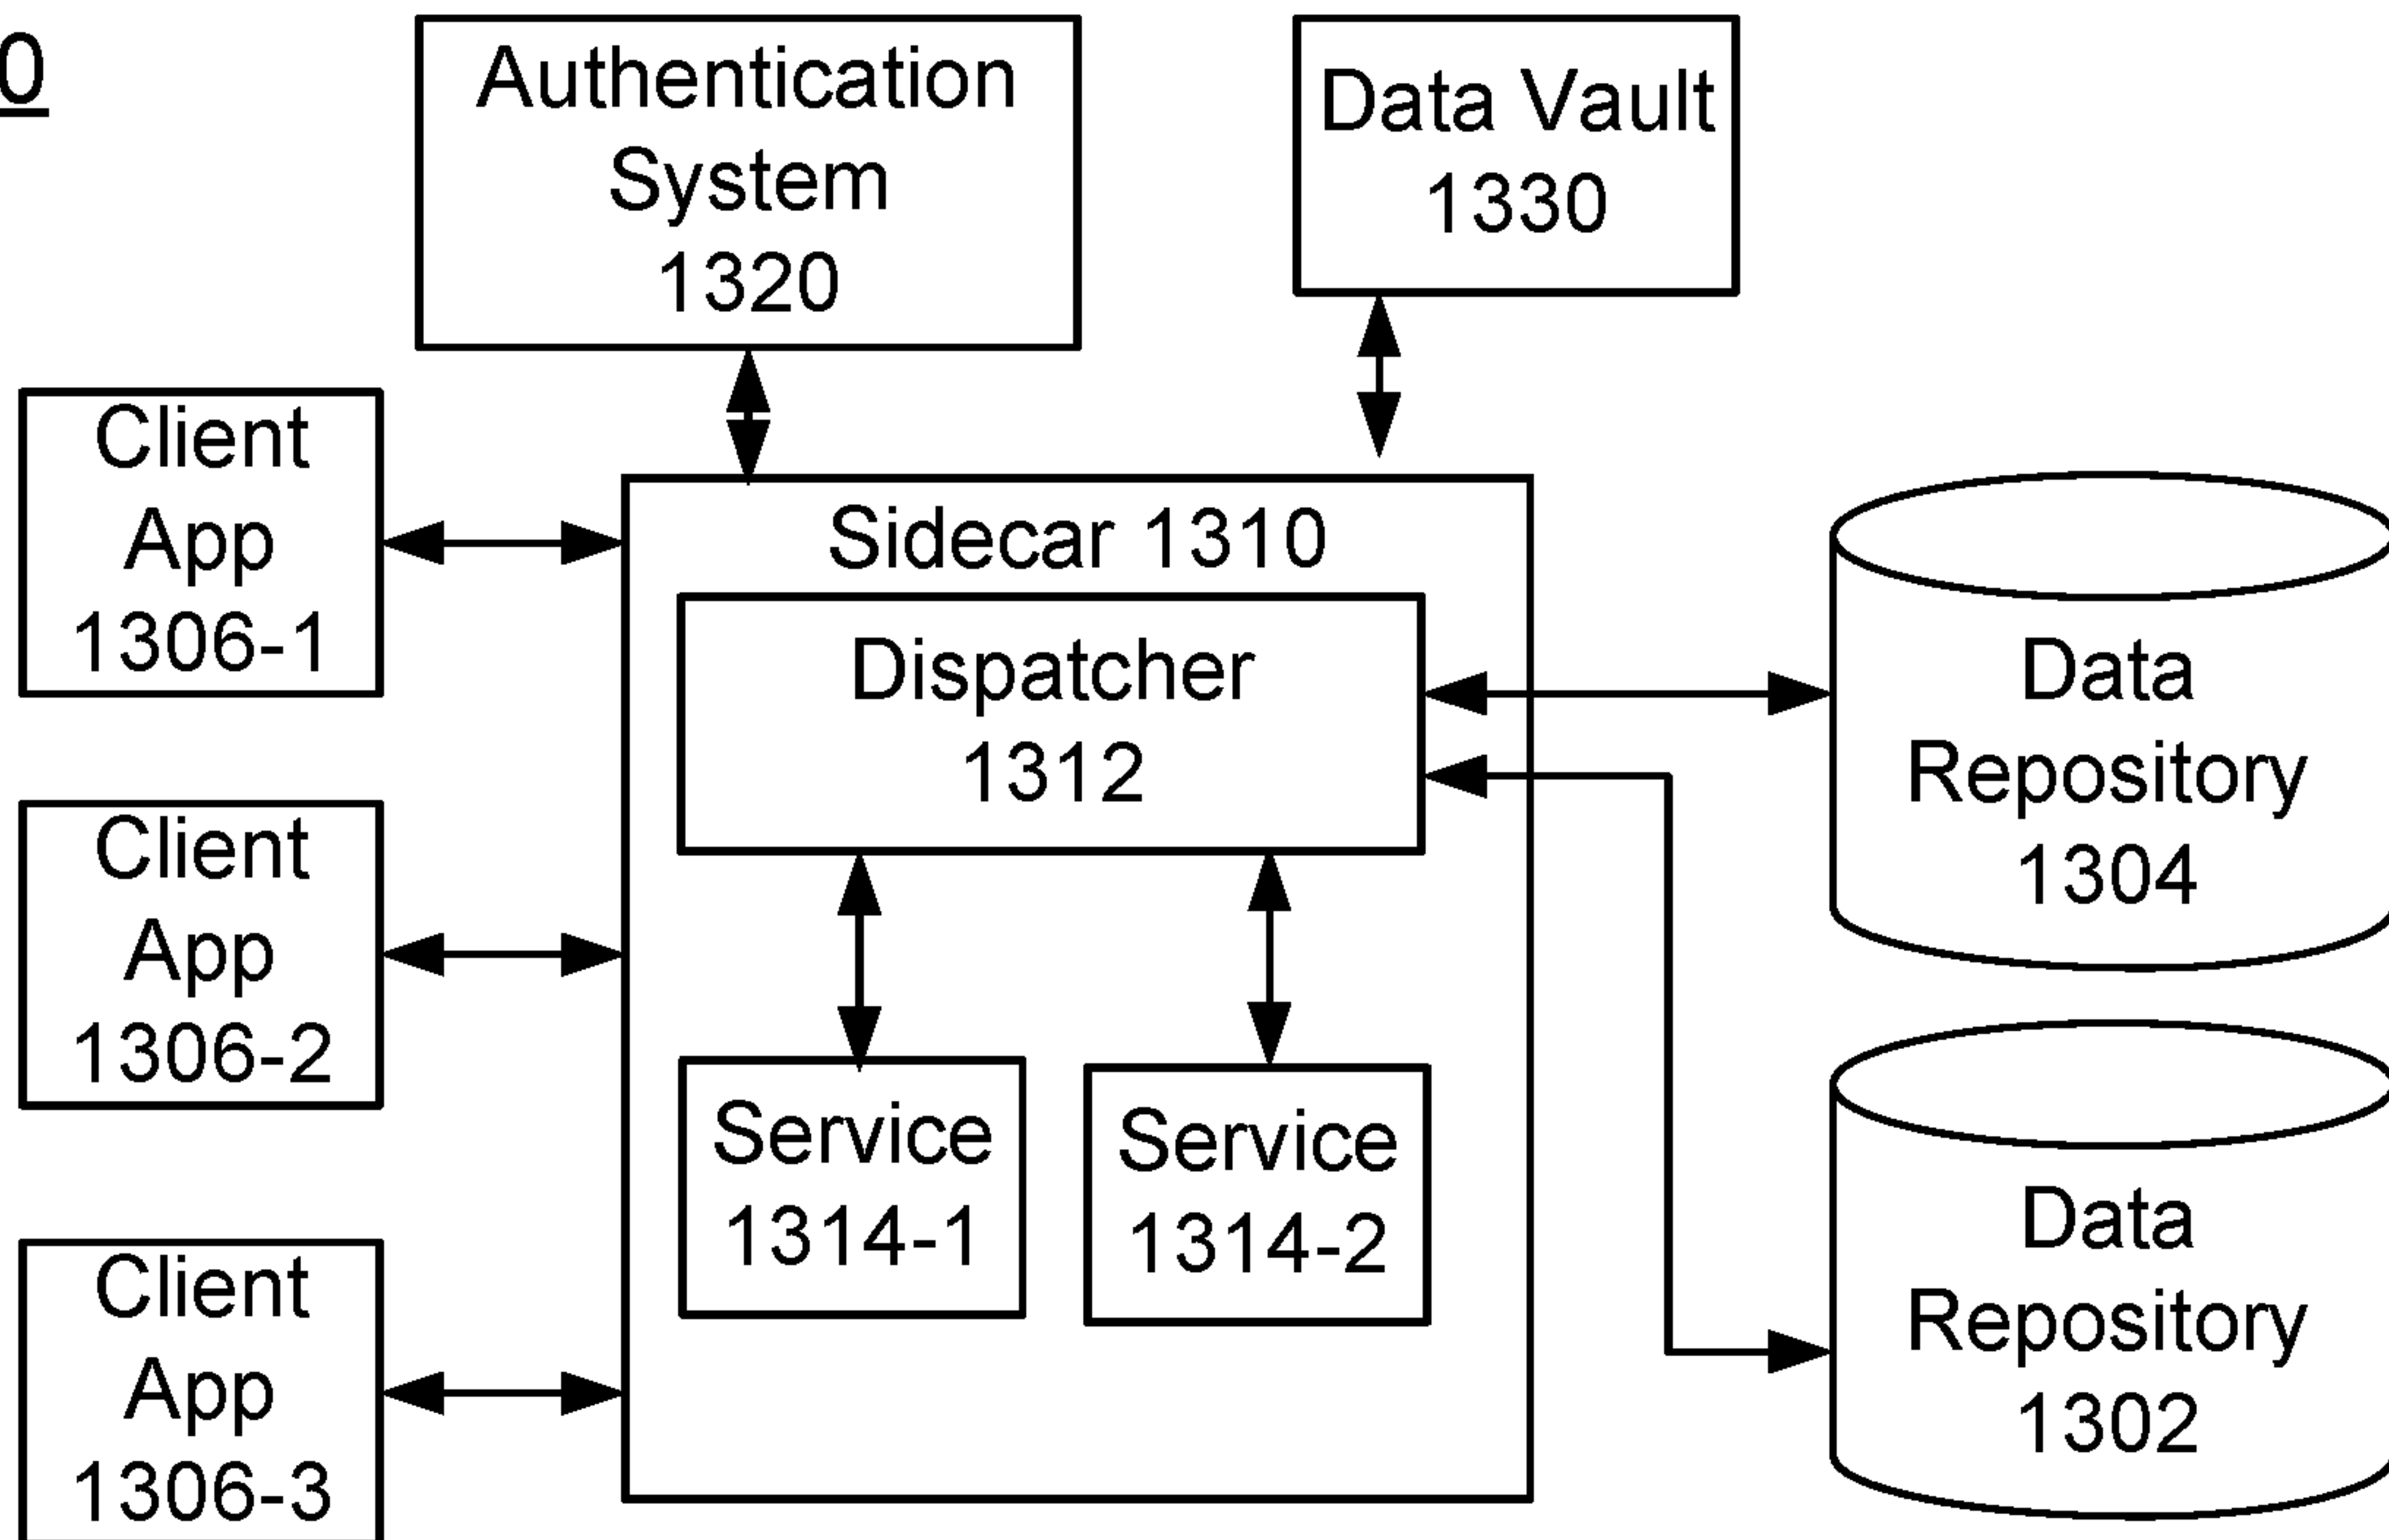 0
Authentication
System
1320
Data Vault
1330
Client
App
1306-1
Sidecar 1310
Dispatcher
1312
Data
Repository
1304
Client
App
1306-2
Service
1314-1
Service
1314-2
Data
Repository
1302
Client
App
1306-3